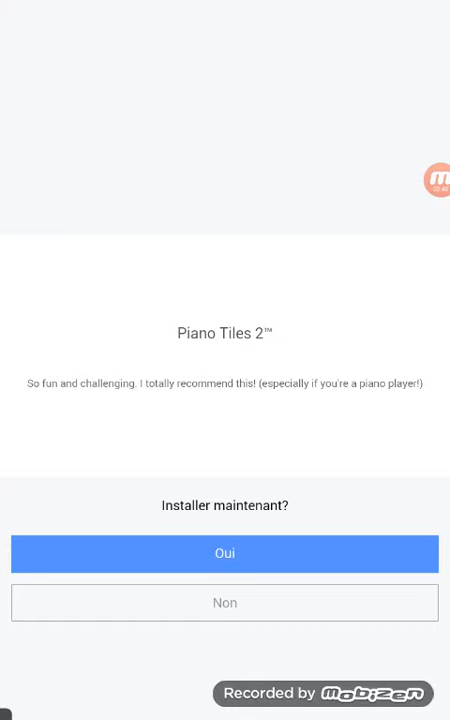 Piano Tiles 2™
So fun and challenging. I totally recommend this! (especially if you're a piano player!)
Installer maintenant?
Oui
Non
Recorded by mobizen